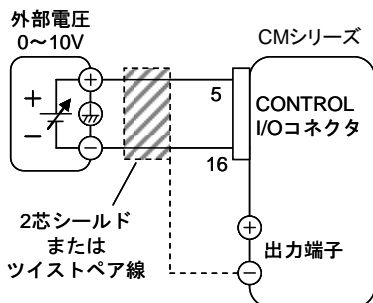 外部電圧
0～10V
CMシリーズ
+
−
+
−
5
16
CONTROL
I/Oコネクタ
2芯シールド
または
ツイストペア線
+
出力端子
−